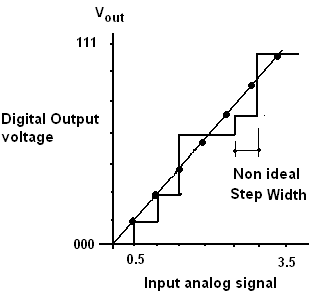 Vout
111
Digital Output
voltage
Non ideal
Step Width
000
0.5
3.5
Input analog signal